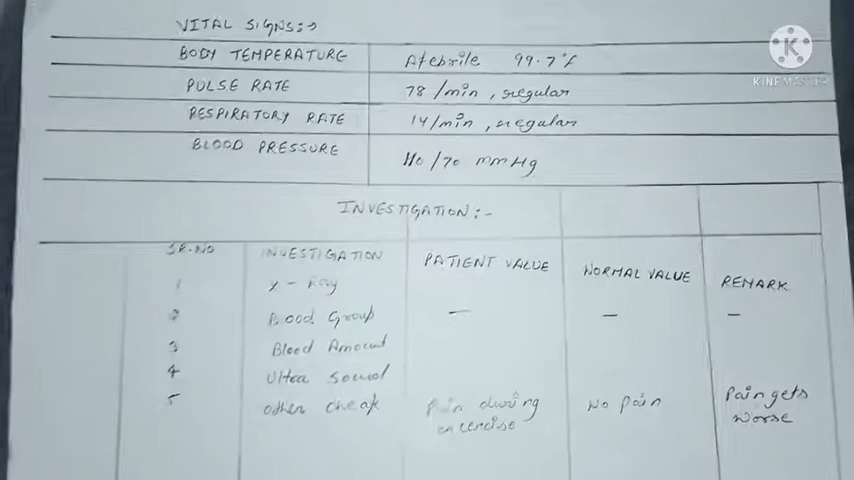 VITAL SIGNS:->
BODY TEMPERATURE Afebrile 99.7°f
KINEMASTER
PULSE RATE 78/min, regular
RESPIRATORY RATE 14/min, regular
BLOOD PRESSURE 110/70 mmHg
INVESTIGATION:-
SR.NO INVESTIGATION PATIENT VALUE NORMAL VALUE REMARK
1 X-Ray
2 Blood Group — — —
3 Blood Amount
4 Ultra Sound
5 other cheak Pain during No Pain Pain gets
excercise worse